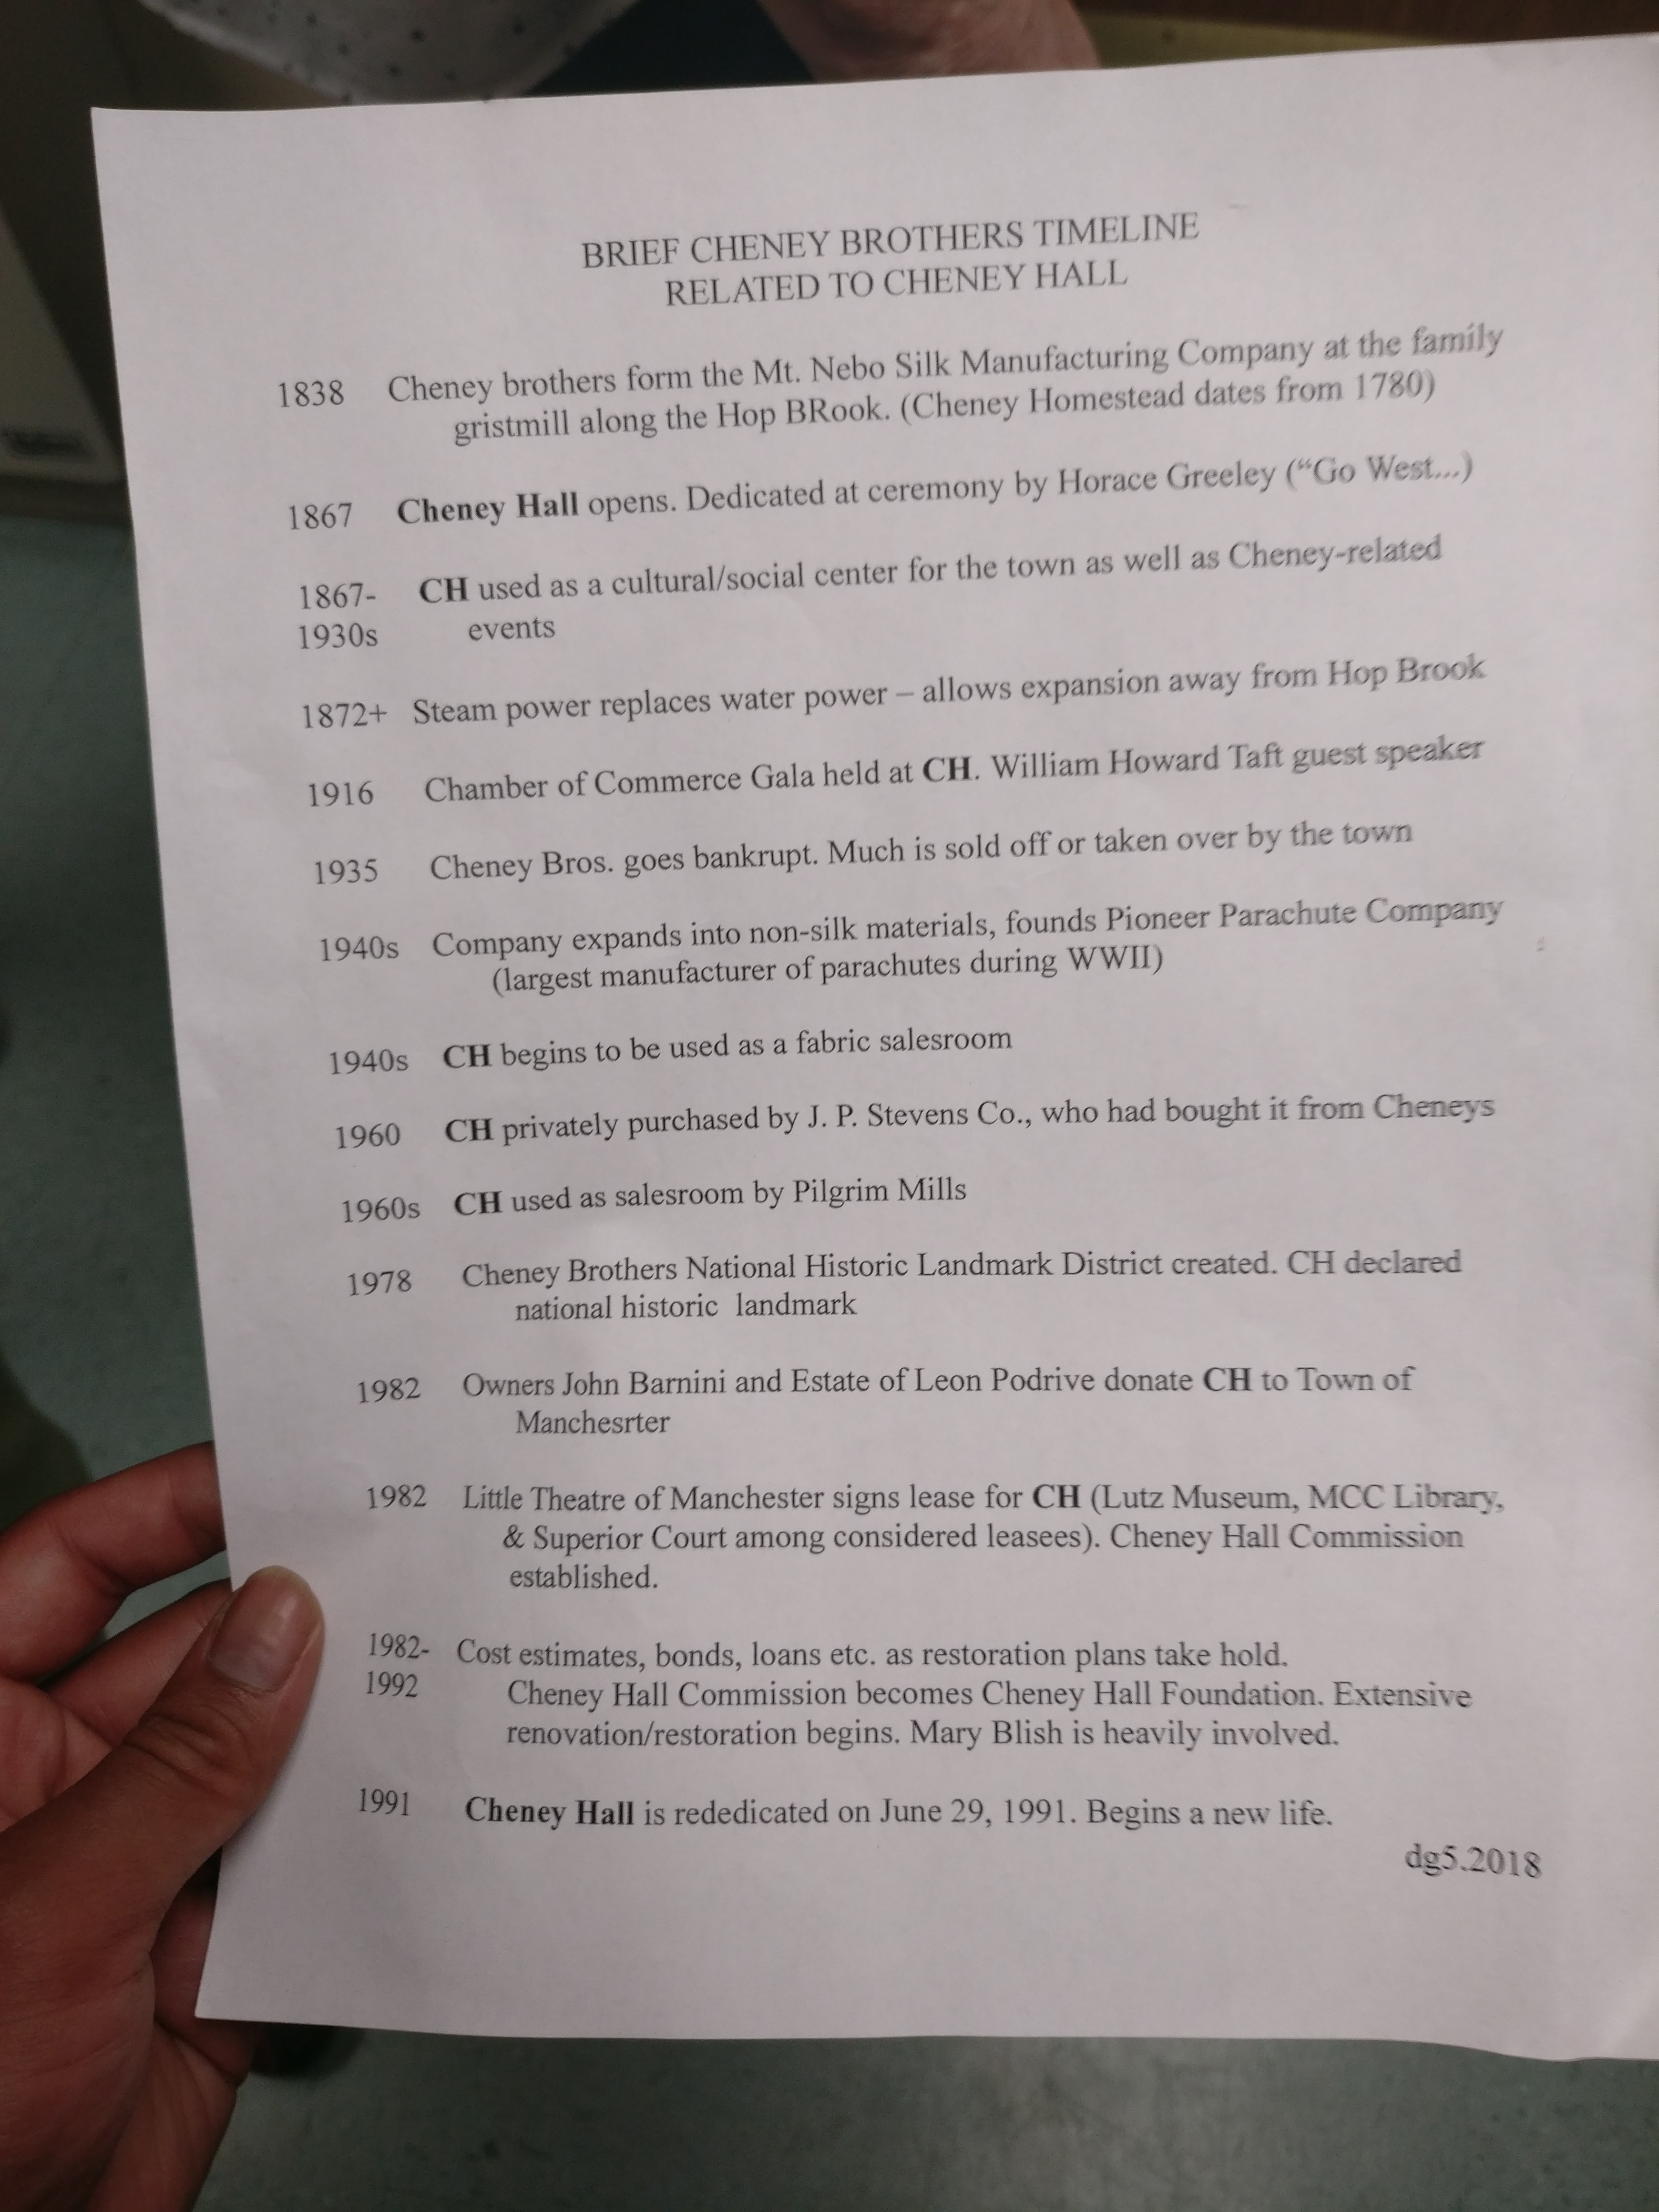 BRIEF CHENEY BROTHERS TIMELINE
RELATED TO CHENEY HALL
1838 Cheney brothers form the Mt. Nebo Silk Manufacturing Company at the family
gristmill along the Hop BRook. (Cheney Homestead dates from 1780)
1867 Cheney Hall opens. Dedicated at ceremony by Horace Greeley (“Go West...)
1867- CH used as a cultural/social center for the town as well as Cheney-related
1930s events
1872+ Steam power replaces water power – allows expansion away from Hop Brook
1916 Chamber of Commerce Gala held at CH. William Howard Taft guest speaker
1935 Cheney Bros. goes bankrupt. Much is sold off or taken over by the town
1940s Company expands into non-silk materials, founds Pioneer Parachute Company
(largest manufacturer of parachutes during WWII)
1940s CH begins to be used as a fabric salesroom
1960 CH privately purchased by J. P. Stevens Co., who had bought it from Cheneys
1960s CH used as salesroom by Pilgrim Mills
1978 Cheney Brothers National Historic Landmark District created. CH declared
national historic landmark
1982 Owners John Barnini and Estate of Leon Podrive donate CH to Town of
Manchesrter
1982 Little Theatre of Manchester signs lease for CH (Lutz Museum, MCC Library,
& Superior Court among considered leasees). Cheney Hall Commission
established.
1982- Cost estimates, bonds, loans etc. as restoration plans take hold.
1992 Cheney Hall Commission becomes Cheney Hall Foundation. Extensive
renovation/restoration begins. Mary Blish is heavily involved.
1991 Cheney Hall is rededicated on June 29, 1991. Begins a new life.
dg5.2018